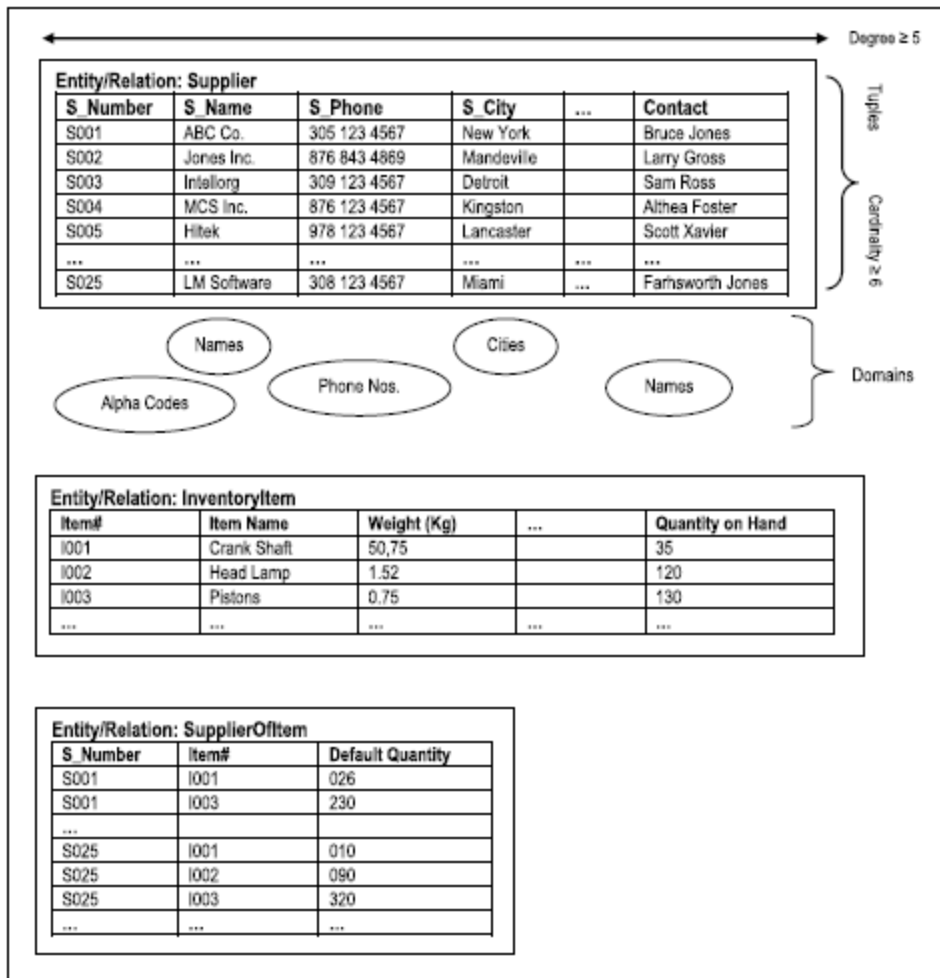 Degree ≥ 5
Entity/Relation: Supplier
S_Number S_Name S_Phone S_City ... Contact
S001 ABC Co. 305 123 4567 New York Bruce Jones
S002 Jones Inc. 876 843 4869 Mandeville Larry Gross
S003 Intellorg 309 123 4567 Detroit Sam Ross
S004 MCS Inc. 876 123 4567 Kingston Althea Foster
S005 Hitek 978 123 4567 Lancaster Scott Xavier
... ... ... ... ... ...
S025 LM Software 308 123 4567 Miami ... Farhsworth Jones
Tuples
Cardinality ≥ 6
Names
Cities
Alpha Codes
Phone Nos.
Names
Domains
Entity/Relation: InventoryItem
Item# Item Name Weight (Kg) ... Quantity on Hand
I001 Crank Shaft 50,75 35
I002 Head Lamp 1.52 120
I003 Pistons 0.75 130
... ... ... ... ...
Entity/Relation: SupplierOfItem
S_Number Item# Default Quantity
S001 I001 026
S001 I003 230
...
S025 I001 010
S025 I002 090
S025 I003 320
... ... ...